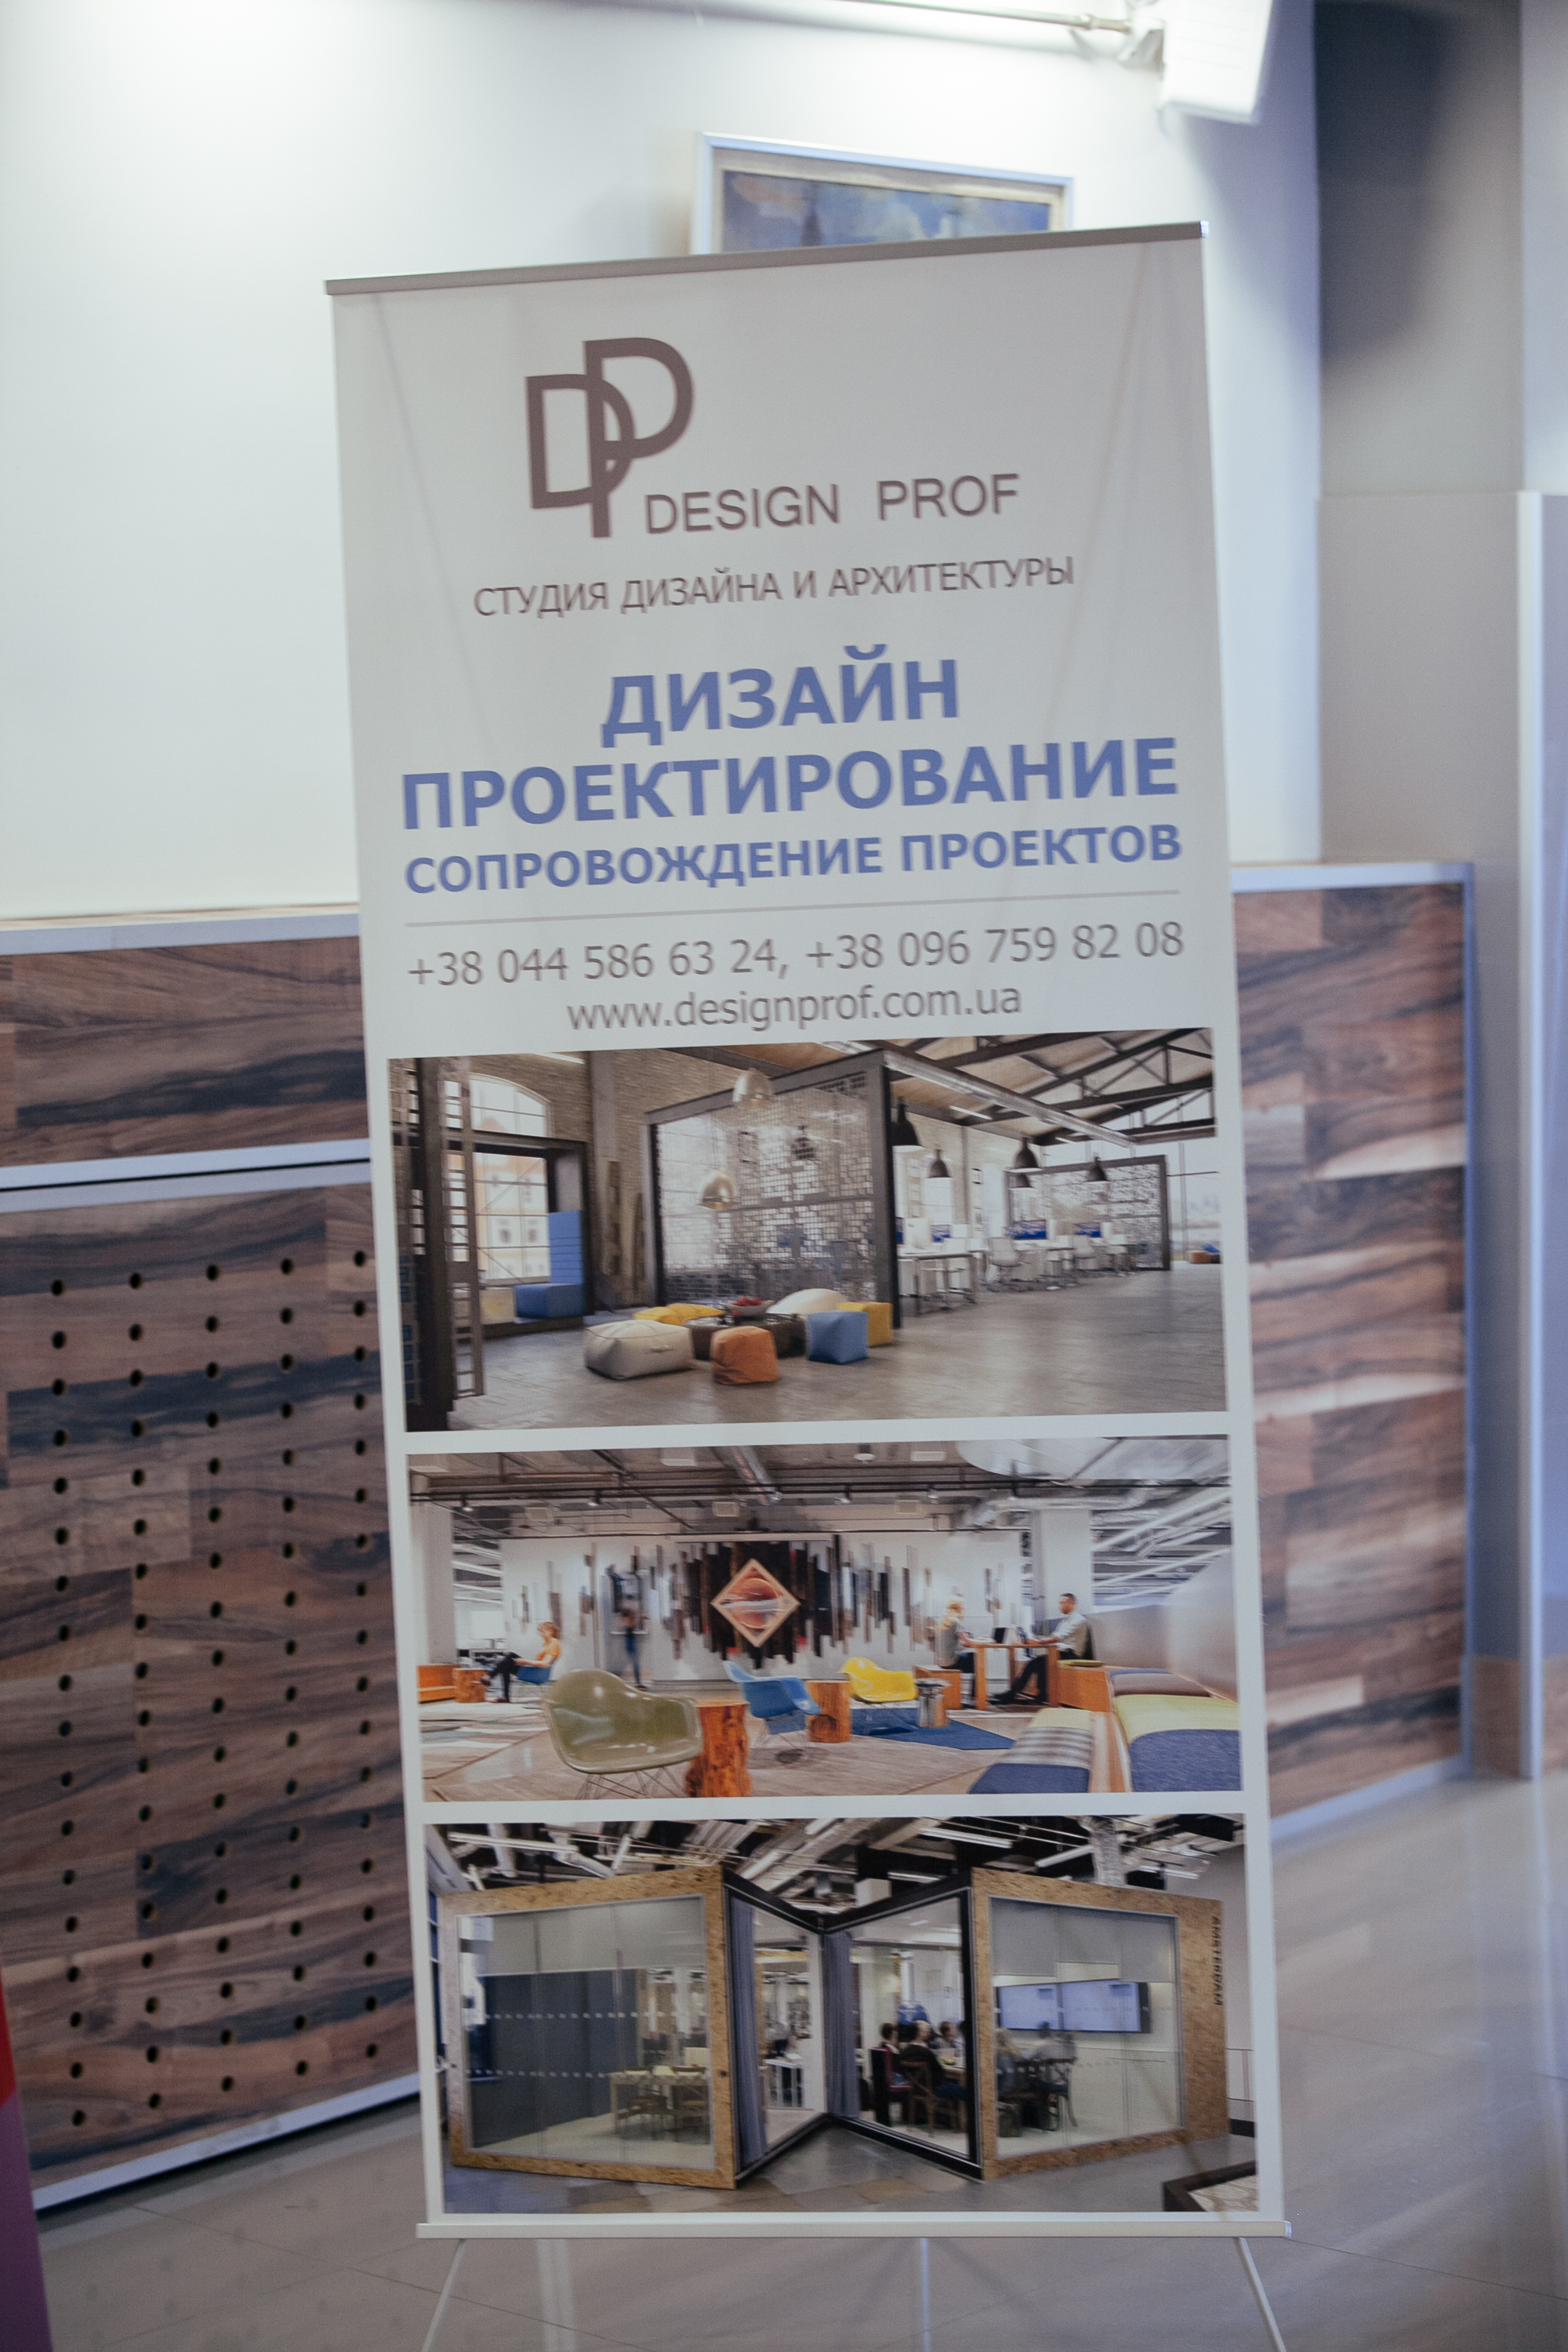 DP
DESIGN PROF
СТУДИЯ ДИЗАЙНА И АРХИТЕКТУРЫ
ДИЗАЙН
ПРОЕКТИРОВАНИЕ
СОПРОВОЖДЕНИЕ ПРОЕКТОВ
+38 044 586 63 24, +38 096 759 82 08
www.designprof.com.ua
AMSTERDAM